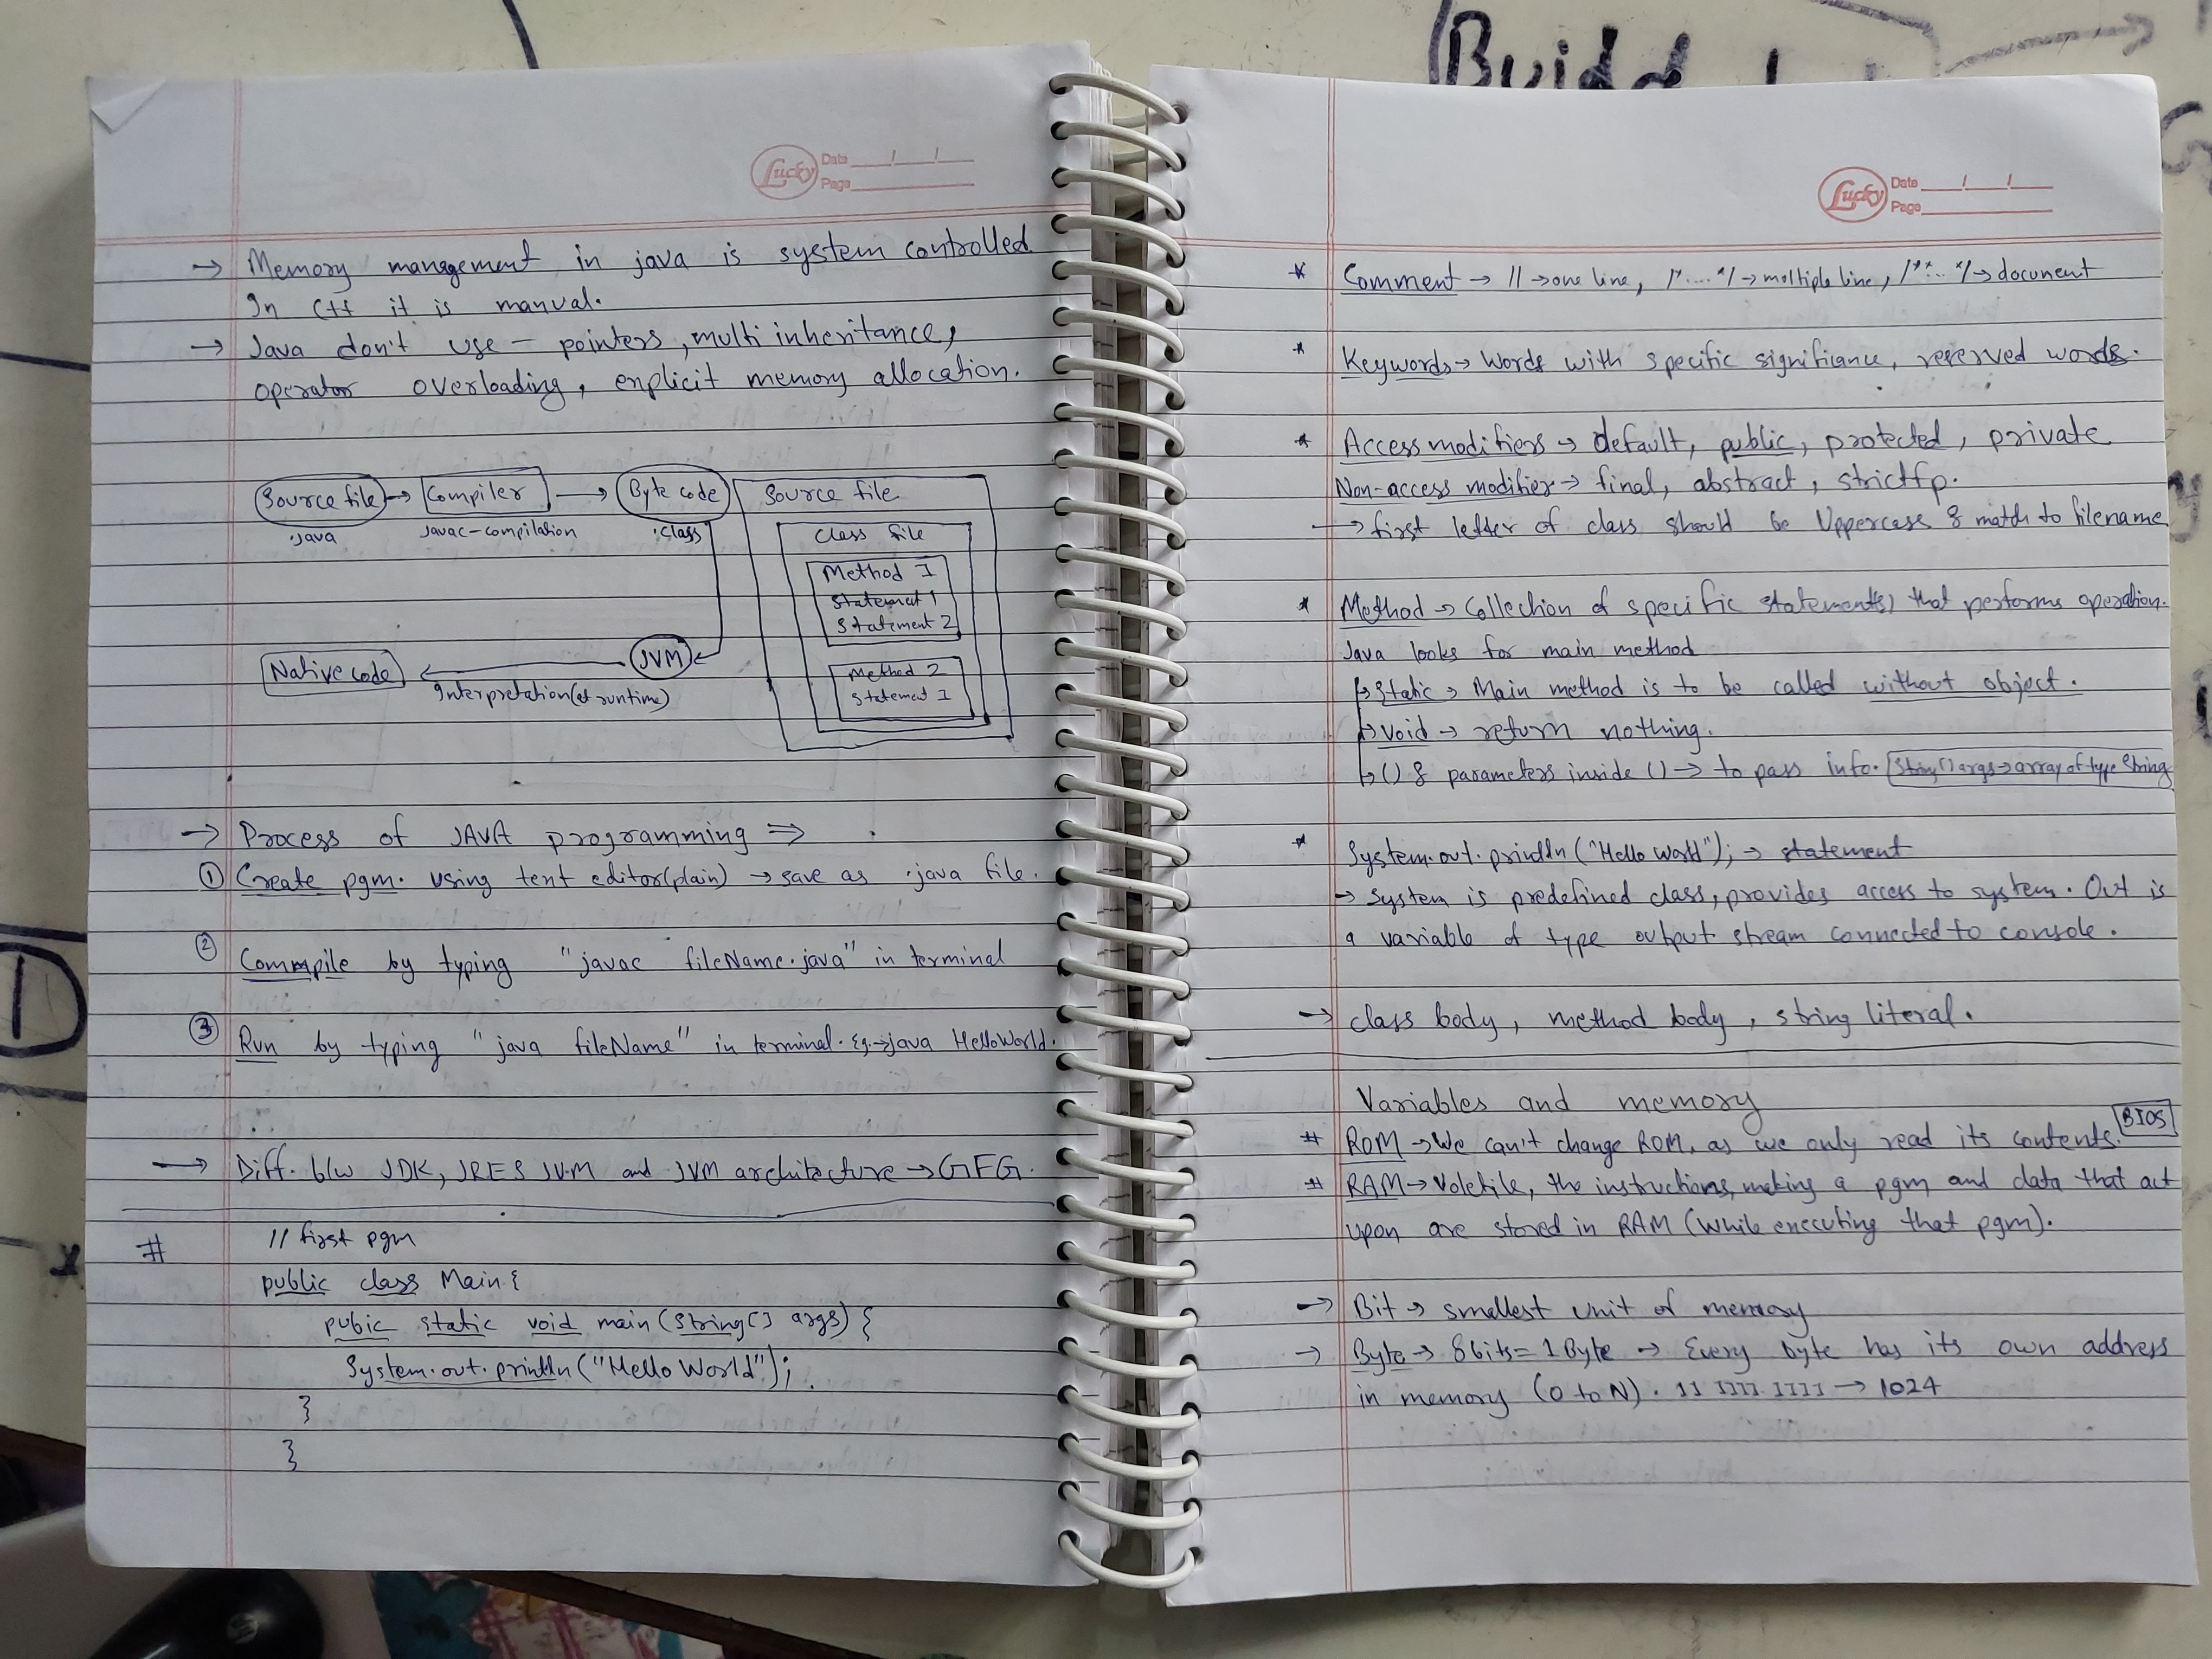 Build
Lucky Date / /
Page
→ Memory management in java is system controlled
In C++ it is manual.
→ Java don't use – pointers, multi inheritance,
operator overloading, explicit memory allocation.
Source file → Compiler → Byte code
.java Javac-compilation .class
Source file
Class file
Method 1
Statement 1
Statement 2
Method 2
Statement 1
JVM
Native code
Interpretation(at runtime)
→ Process of JAVA programming ⇒
① Create pgm. using text editor(plain) → save as .java file.
② Compile by typing "javac fileName.java" in terminal
③ Run by typing "java fileName" in terminal. Eg.→java HelloWorld.
→ Diff. b/w JDK, JRE & JVM and JVM architecture → GFG.
# // first pgm
public class Main {
pubic static void main (String[] args) {
System.out.println ("Hello World");
}
}
Lucky Date / /
Page
* Comment → // → one line, /*....*/ → multiple line, /**...*/ → document
* Keywords → Words with specific significance, reserved words.
* Access modifiers → default, public, protected, private
Non-access modifier → final, abstract, strictfp.
→ first letter of class should be Uppercase & match to filename
* Method → Collection of specific statement(s) that performs operation.
Java looks for main method
↳ Static → Main method is to be called without object.
↳ Void → return nothing.
↳ () & parameters inside () → to pass info. String[] args → array of type String
* System.out.println ("Hello World"); → statement
→ System is predefined class, provides access to system. Out is
a variable of type output stream connected to console.
→ class body, method body, string literal.
Variables and memory
# ROM → We can't change ROM, as we only read its contents. BIOS
# RAM → Voletile, the instructions, making a pgm and data that act
upon are stored in RAM (while executing that pgm).
→ Bit → smallest unit of memory
→ Byte → 8bits = 1 Byte → Every byte has its own address
in memory (0 to N). 11 1111 1111 → 1024
1